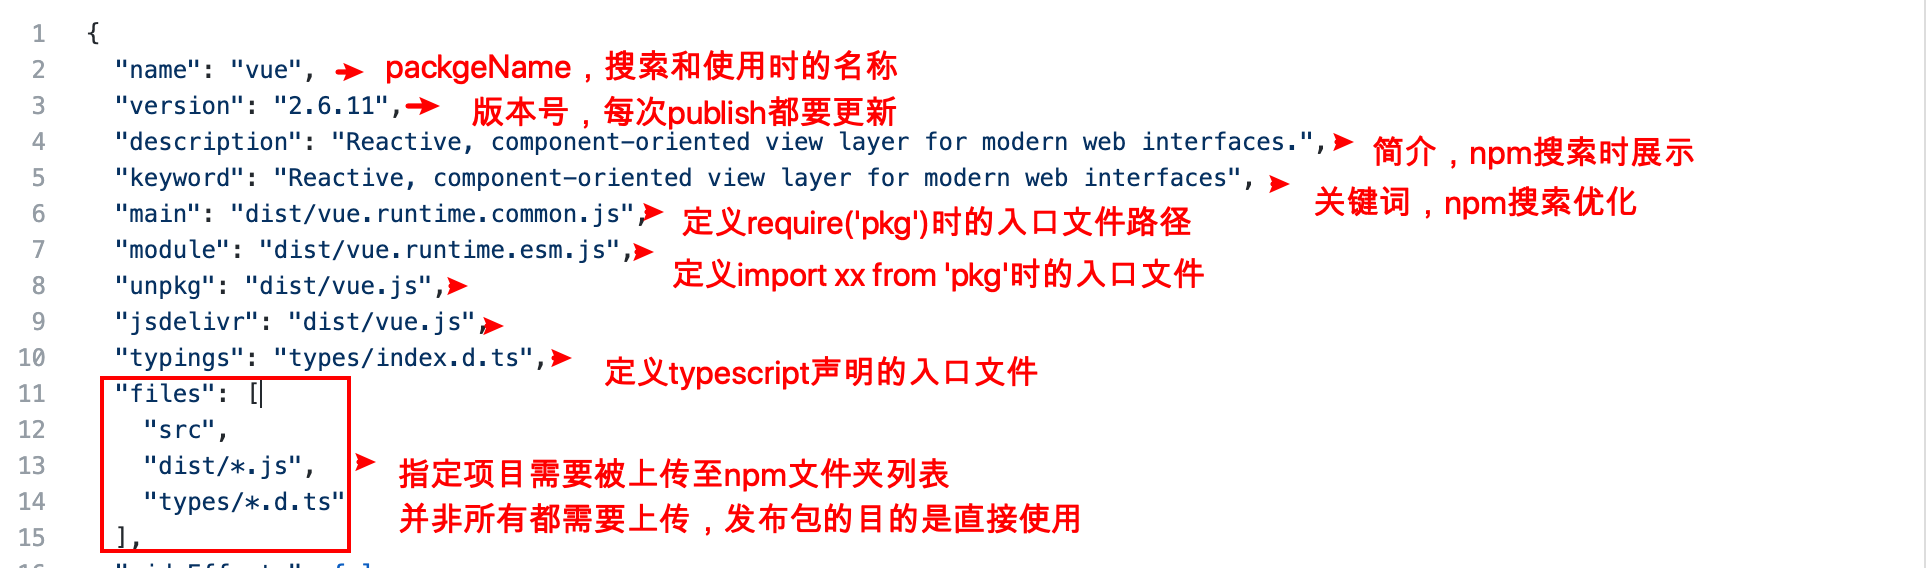 1 {
2 "name": "vue", packgeName，搜索和使用时的名称
3 "version": "2.6.11", 版本号，每次publish都要更新
4 "description": "Reactive, component-oriented view layer for modern web interfaces.", 简介，npm搜索时展示
5 "keyword": "Reactive, component-oriented view layer for modern web interfaces", 关键词，npm搜索优化
6 "main": "dist/vue.runtime.common.js", 定义require('pkg')时的入口文件路径
7 "module": "dist/vue.runtime.esm.js", 定义import xx from 'pkg'时的入口文件
8 "unpkg": "dist/vue.js",
9 "jsdelivr": "dist/vue.js",
10 "typings": "types/index.d.ts", 定义typescript声明的入口文件
11 "files": [
12 "src",
13 "dist/*.js", 指定项目需要被上传至npm文件夹列表
14 "types/*.d.ts" 并非所有都需要上传，发布包的目的是直接使用
15 ],